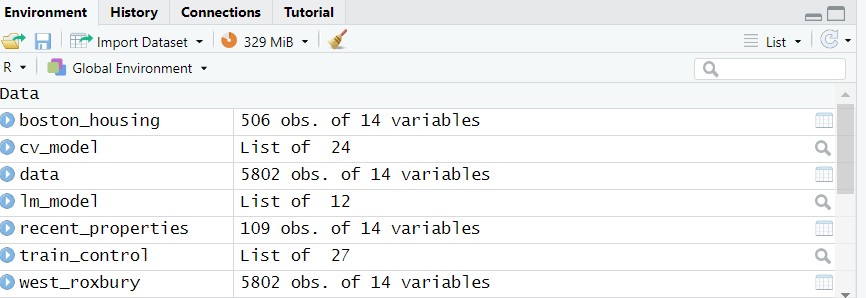 Environment History Connections Tutorial
Import Dataset 329 MiB List
R Global Environment
Data
boston_housing 506 obs. of 14 variables
cv_model List of 24
data 5802 obs. of 14 variables
lm_model List of 12
recent_properties 109 obs. of 14 variables
train_control List of 27
west_roxbury 5802 obs. of 14 variables